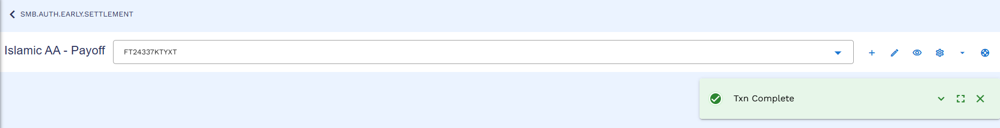 SMB.AUTH.EARLY.SETTLEMENT
Islamic AA - Payoff
FT24337KTYXT
Txn Complete